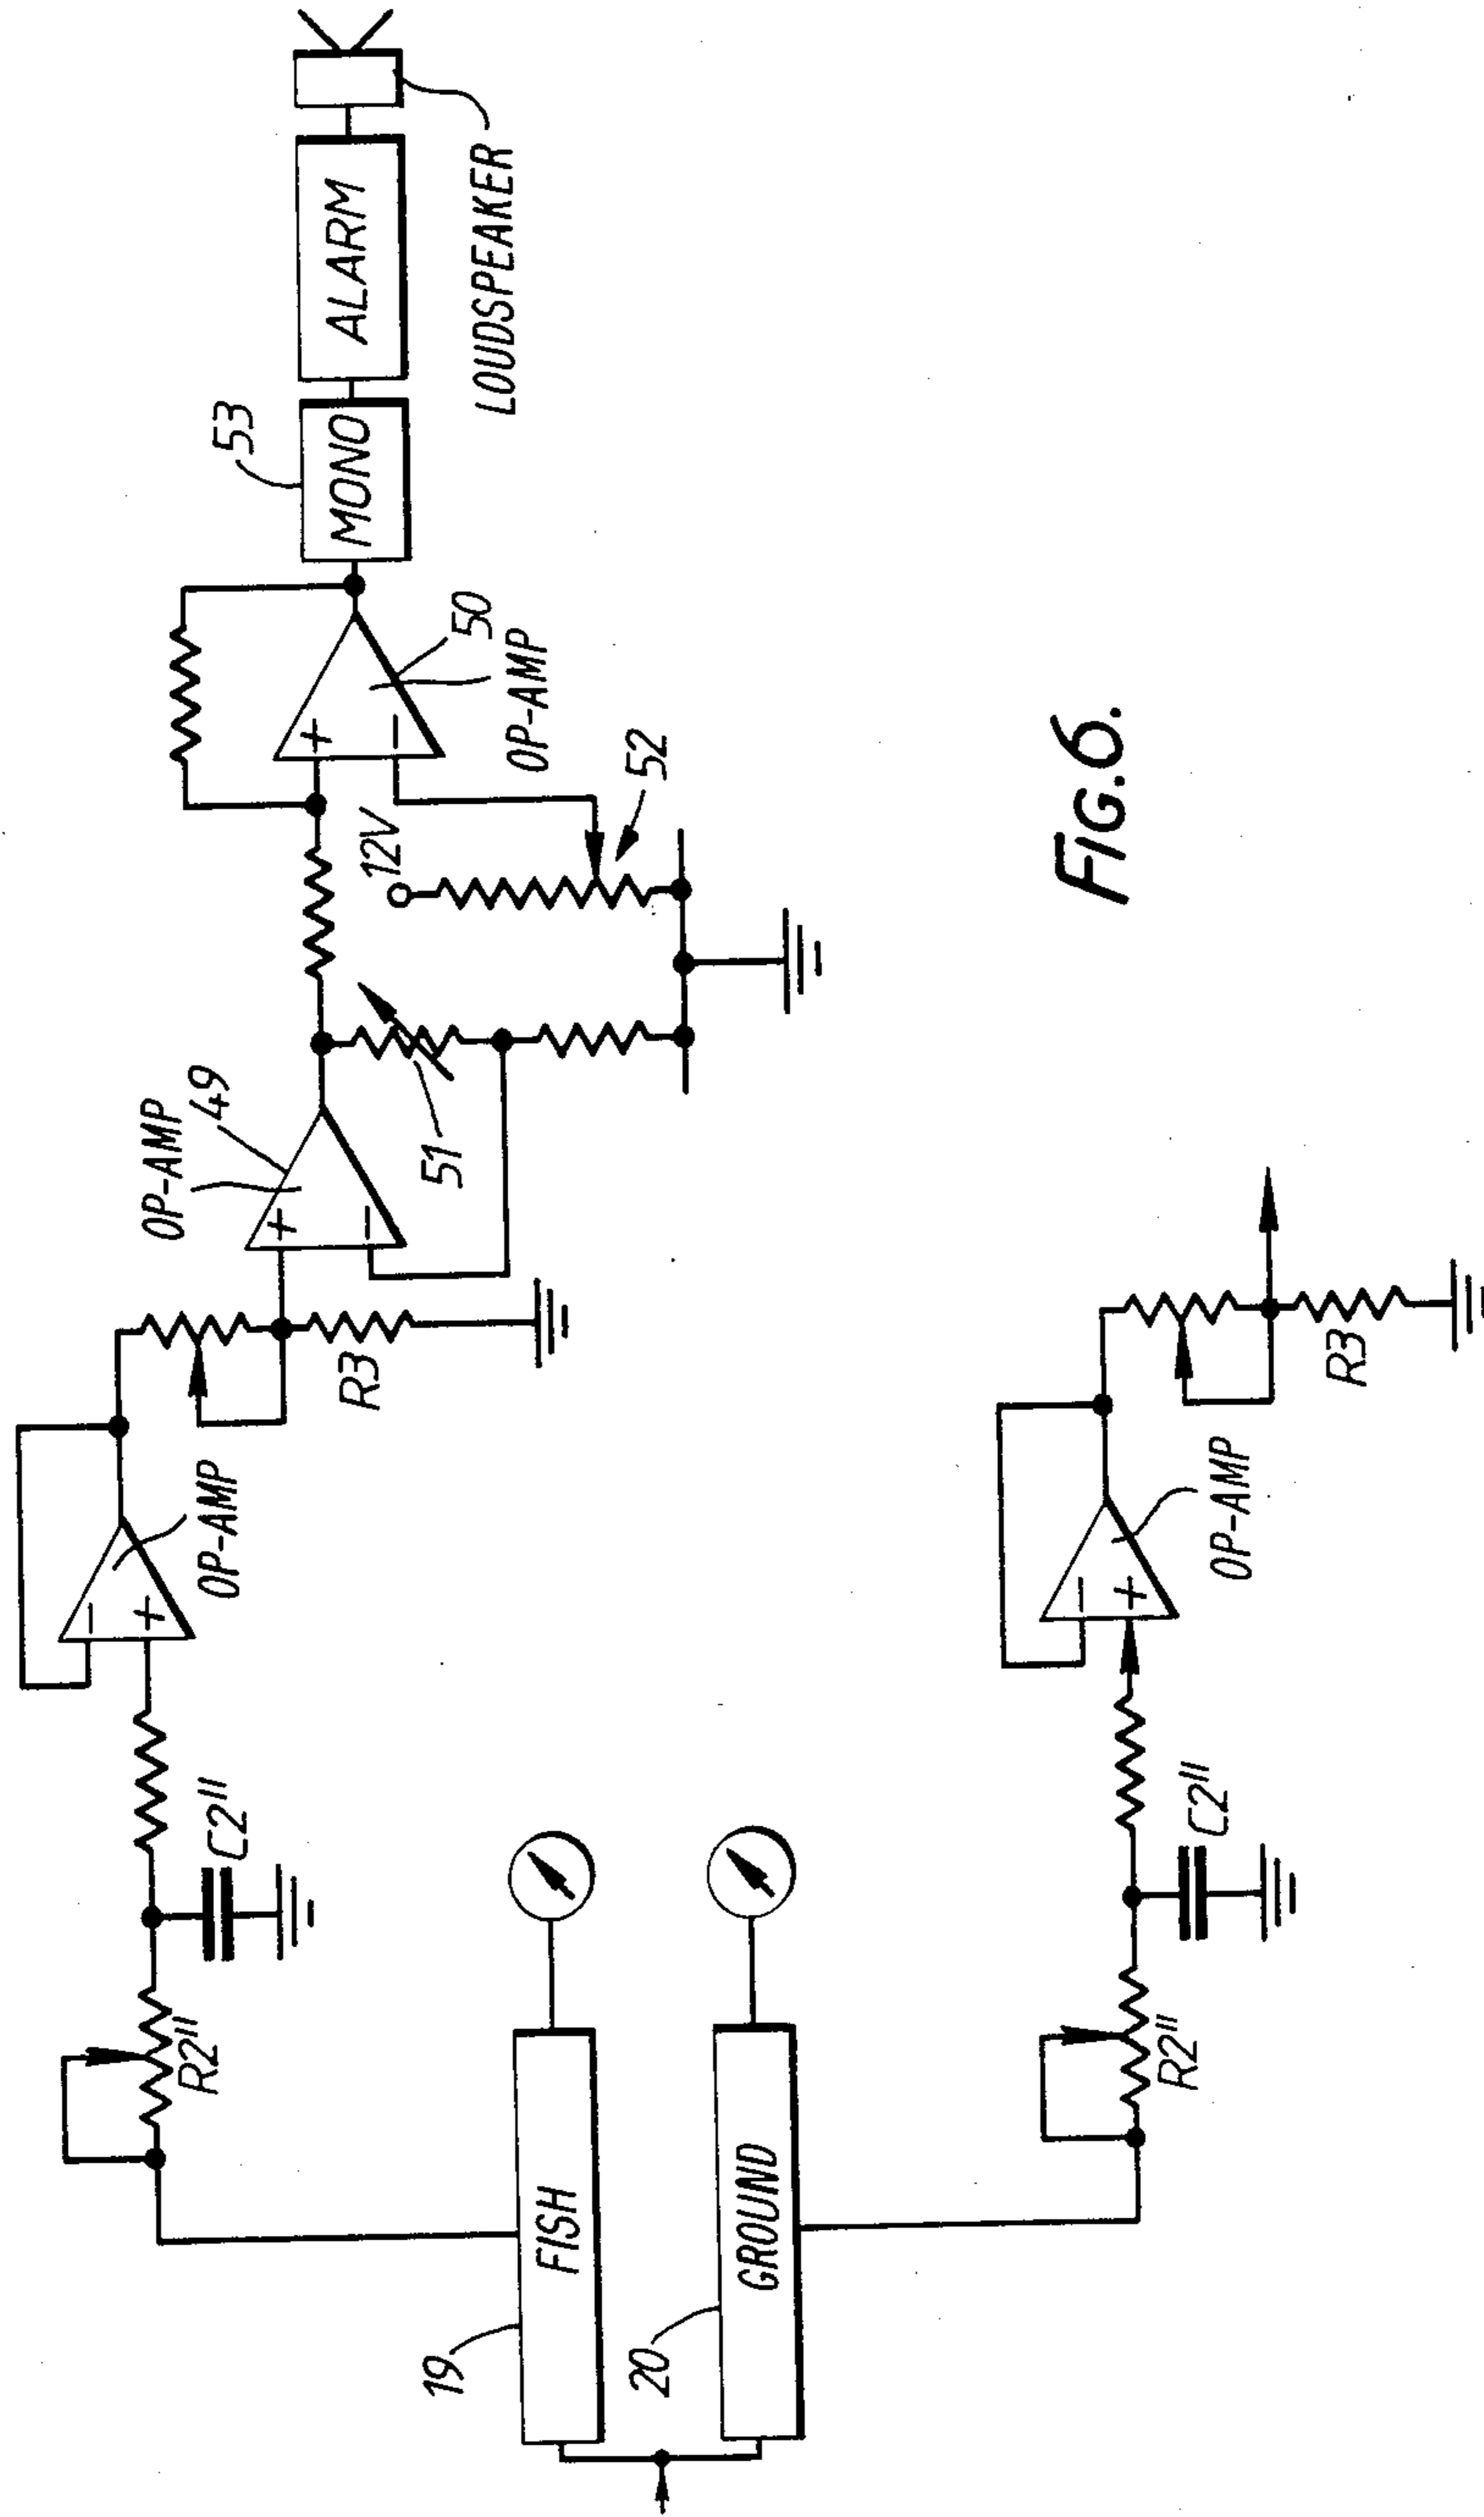 OP-AMP
49
53
12V
+
-
+
-
MONO
ALARM
-
+
OP-AMP
R3
51
OP-AMP
50
52
LOUDSPEAKER
R2"
C2"
19
FISH
20
GROUND
FIG. 6.
-
+
R2"
C2"
OP-AMP
R3